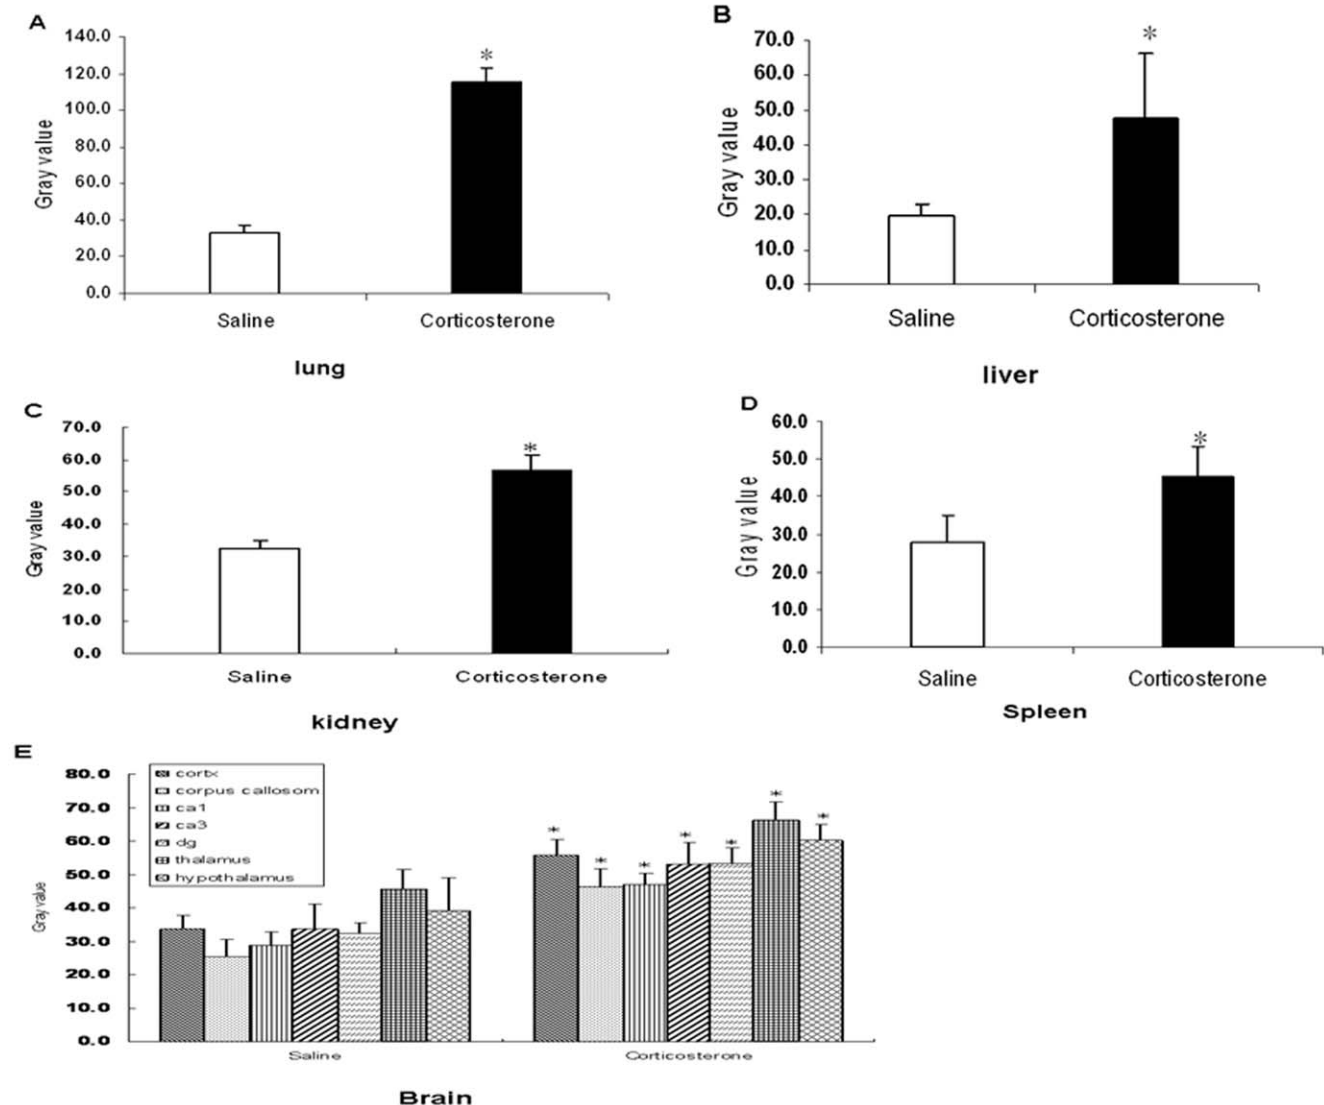 A
140.0
120.0
100.0
80.0
60.0
40.0
20.0
0.0
Gray value
*
Saline Corticosterone
lung
B
70.0
60.0
50.0
40.0
30.0
20.0
10.0
0.0
Gray value
*
Saline Corticosterone
liver
C
70.0
60.0
50.0
40.0
30.0
20.0
10.0
0.0
Gray value
*
Saline Corticosterone
kidney
D
60.0
50.0
40.0
30.0
20.0
10.0
0.0
Gray value
*
Saline Corticosterone
Spleen
E
80.0
70.0
60.0
50.0
40.0
30.0
20.0
10.0
0.0
Gray value
cortx
corpus callosom
ca1
ca3
dg
thalamus
hypothalamus
* * * * * * *
Saline Corticosterone
Brain